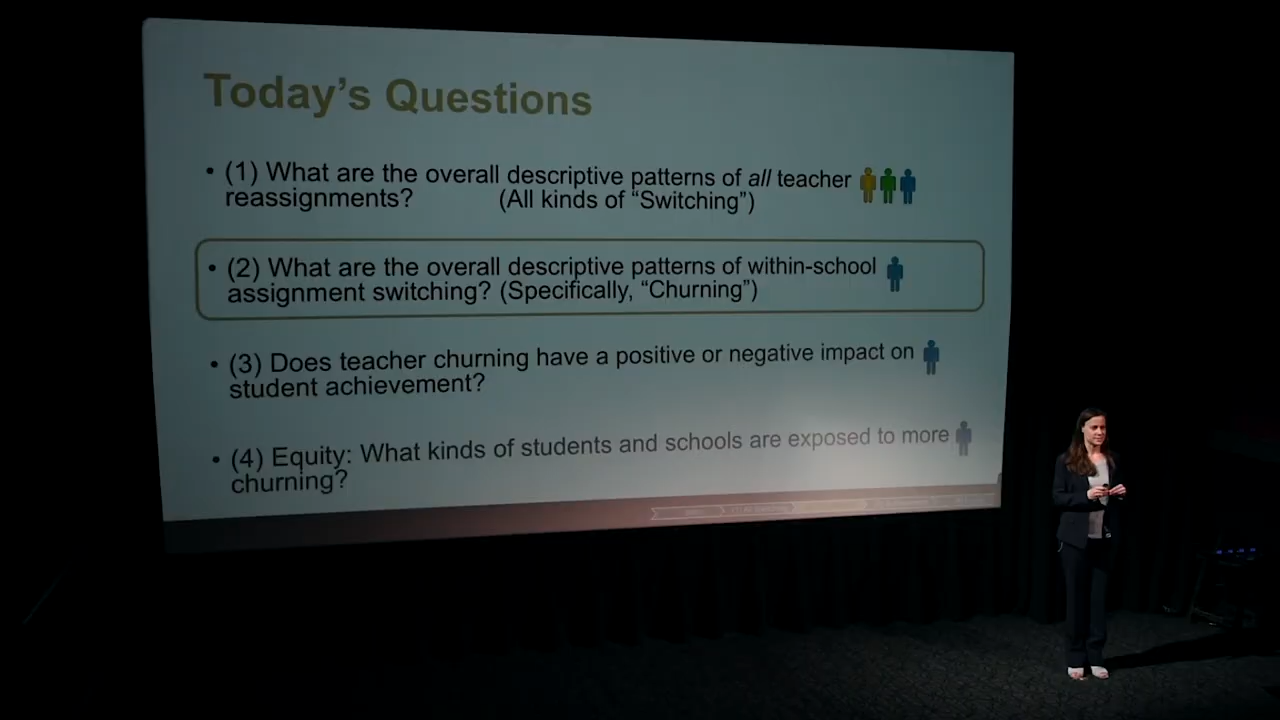 Today's Questions
• (1) What are the overall descriptive patterns of all teacher
reassignments? (All kinds of “Switching”)
• (2) What are the overall descriptive patterns of within-school
assignment switching? (Specifically, “Churning”)
• (3) Does teacher churning have a positive or negative impact on
student achievement?
• (4) Equity: What kinds of students and schools are exposed to more
churning?